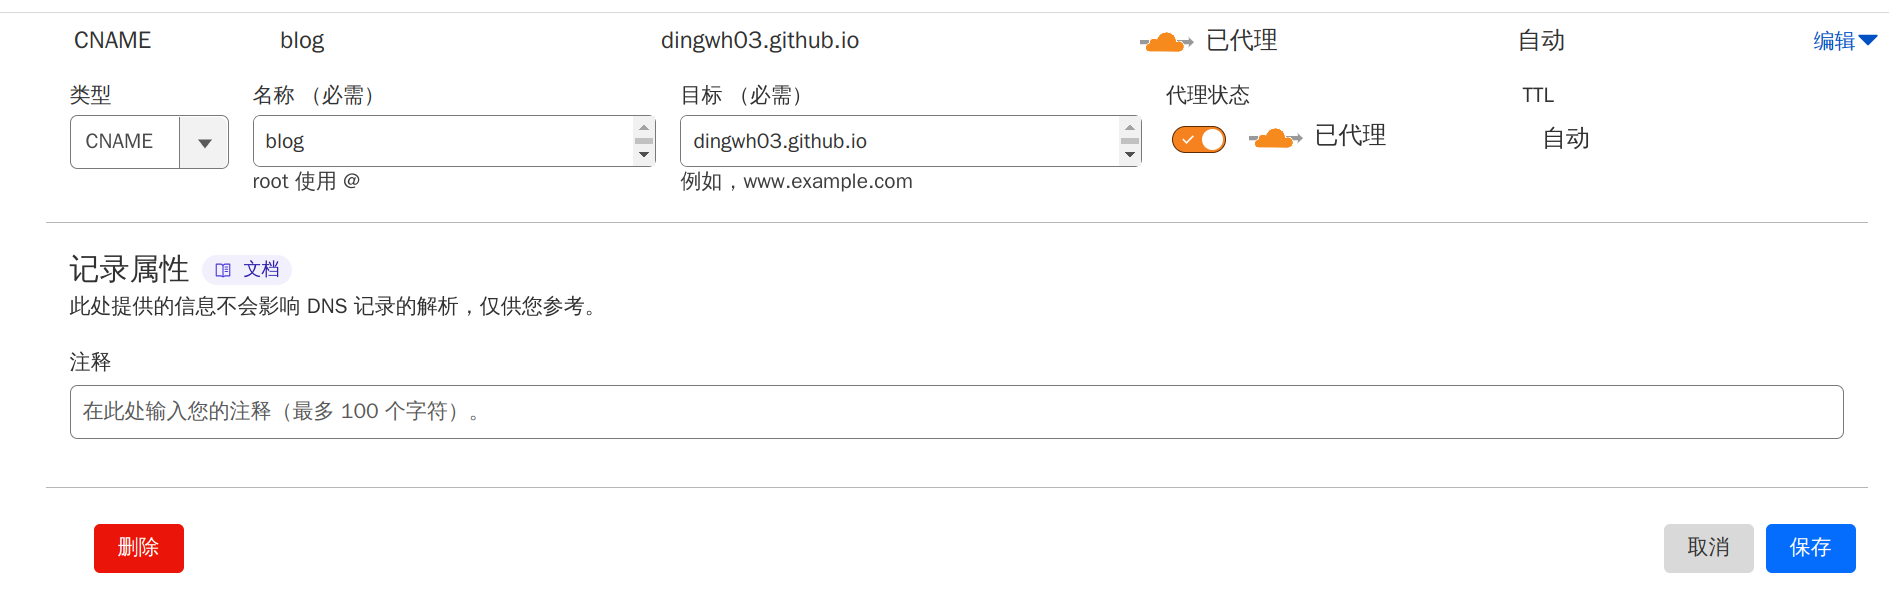 CNAME blog dingwh03.github.io 已代理 自动 编辑
类型 名称 （必需） 目标 （必需） 代理状态 TTL
CNAME blog dingwh03.github.io 已代理 自动
root 使用 @ 例如，www.example.com
记录属性 文档
此处提供的信息不会影响 DNS 记录的解析，仅供您参考。
注释
在此处输入您的注释（最多 100 个字符）。
删除 取消 保存